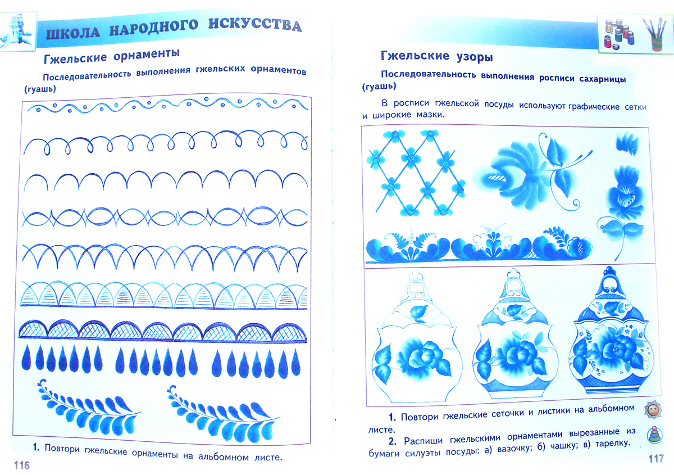 ШКОЛА НАРОДНОГО ИСКУССТВА
Гжельские орнаменты
Последовательность выполнения гжельских орнаментов
(гуашь)
1. Повтори гжельские орнаменты на альбомном листе.
116
Гжельские узоры
Последовательность выполнения росписи сахарницы
(гуашь)
В росписи гжельской посуды используют графические сетки
и широкие мазки.
1. Повтори гжельские сеточки и листики на альбомном
листе.
2. Распиши гжельскими орнаментами вырезанные из
бумаги силуэты посуды: а) вазочку; б) чашку; в) тарелку.
117